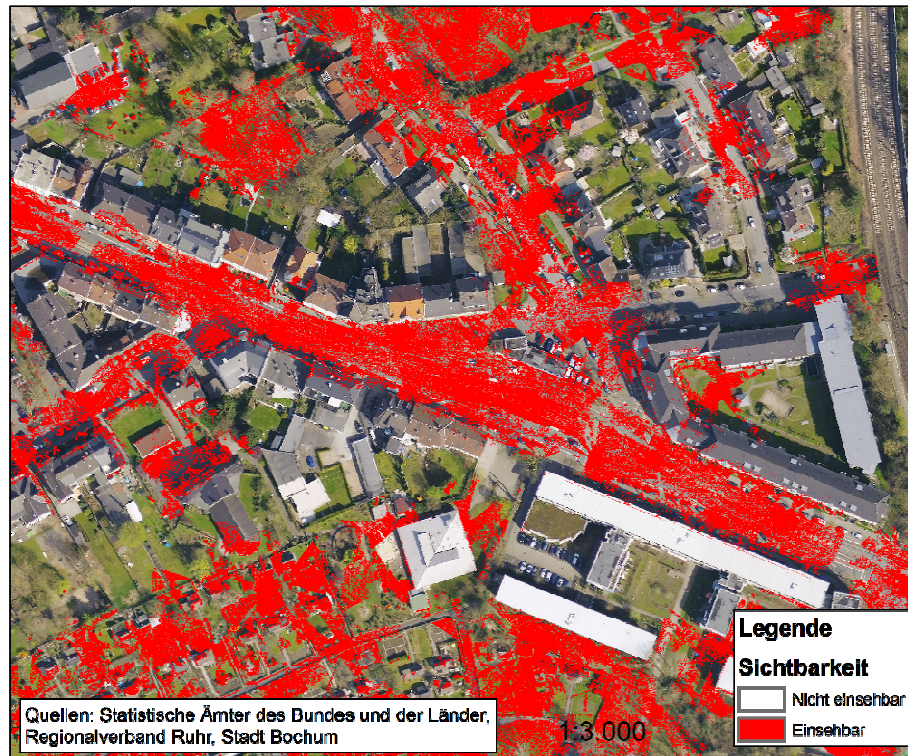 Legende
Sichtbarkeit
Nicht einsehbar
Einsehbar
Quellen: Statistische Ämter des Bundes und der Länder,
Regionalverband Ruhr, Stadt Bochum
1:3 000